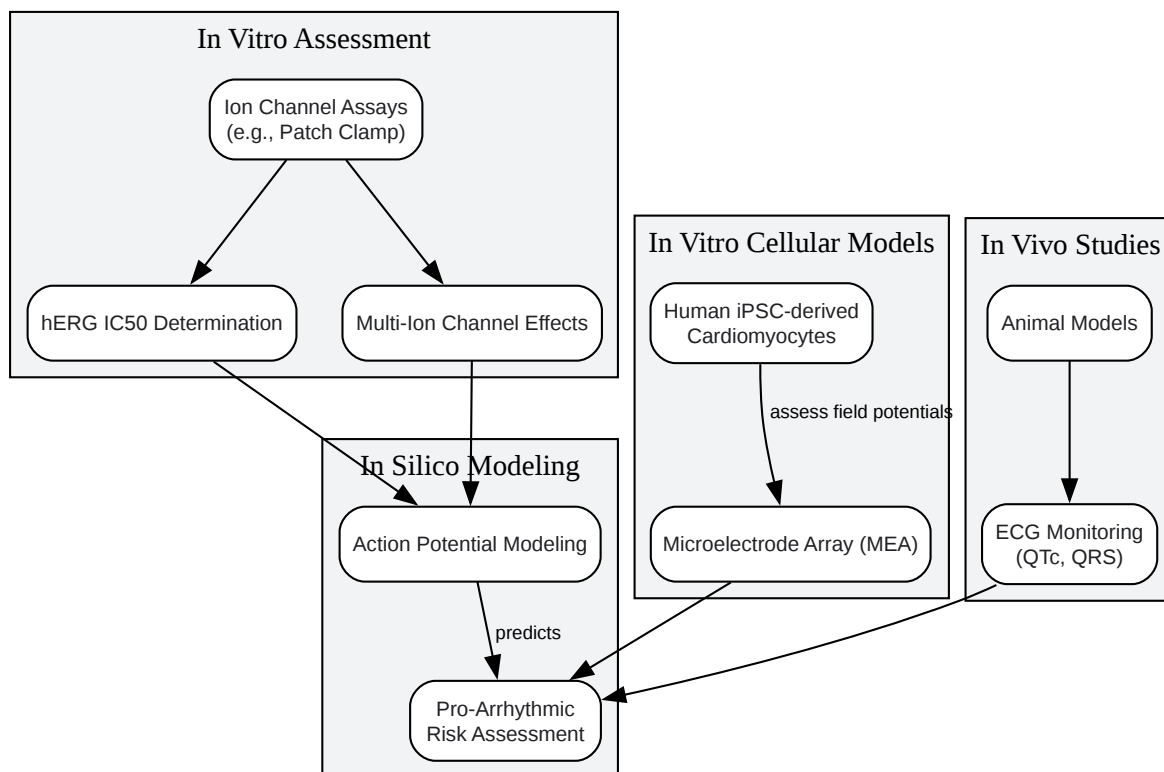 In Vitro Assessment
Ion Channel Assays
(e.g., Patch Clamp)
hERG IC50 Determination
Multi-Ion Channel Effects
In Vitro Cellular Models
Human iPSC-derived
Cardiomyocytes
assess field potentials
Microelectrode Array (MEA)
In Vivo Studies
Animal Models
ECG Monitoring
(QTc, QRS)
In Silico Modeling
Action Potential Modeling
predicts
Pro-Arrhythmic
Risk Assessment